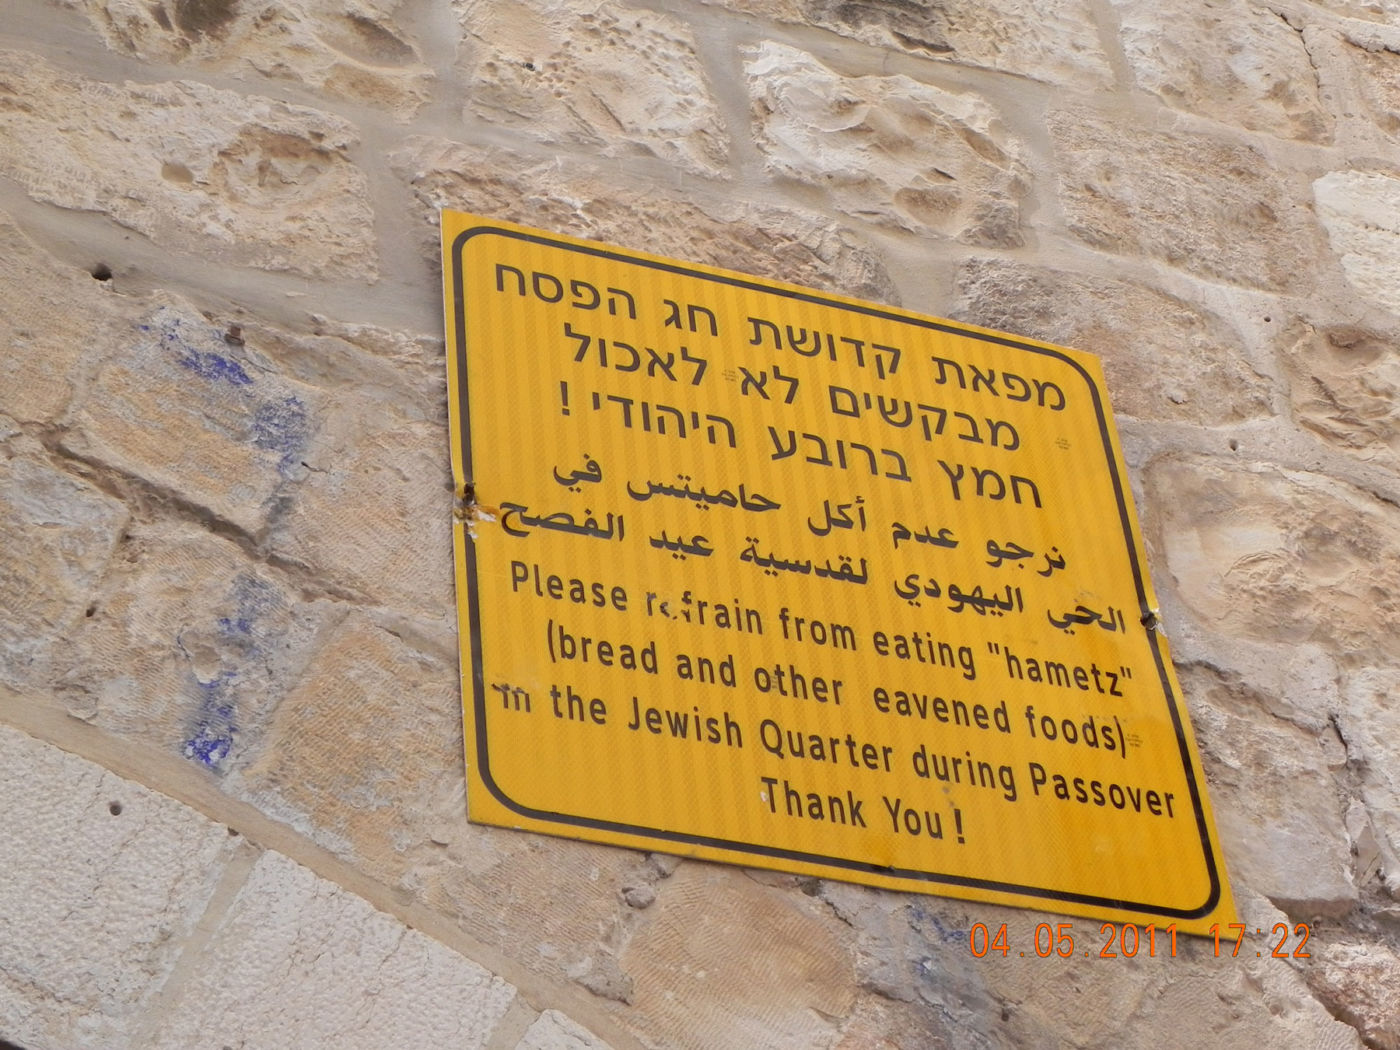 מפאת קדושת חג הפסח
מבקשים לא לאכול
חמץ ברובע היהודי !
نرجو عدم أكل حاميتس في
الحي اليهودي لقدسية عيد الفصح
Please refrain from eating "hametz"
(bread and other eavened foods)
in the Jewish Quarter during Passover
Thank You !
04.05.2011 17:22